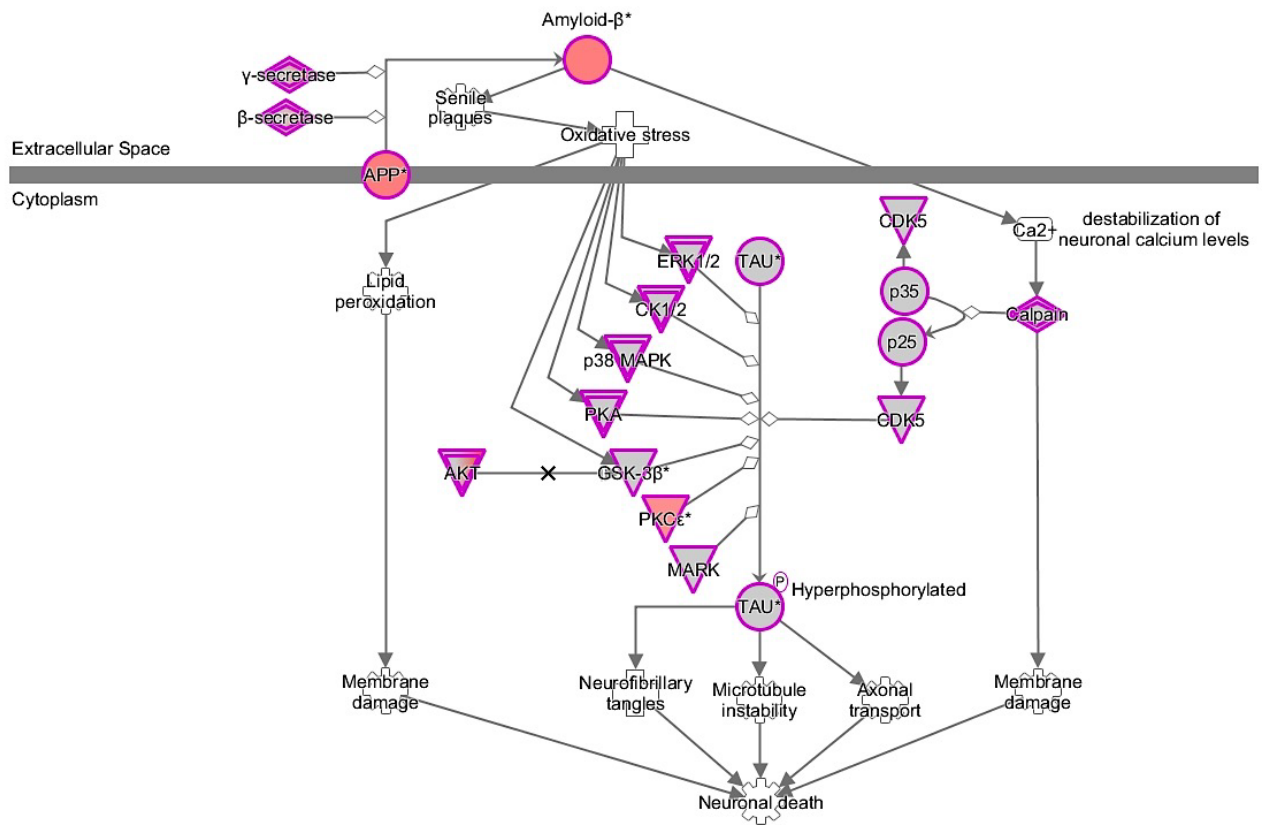 Amyloid-β*
γ-secretase
β-secretase
Senile
plaques
Oxidative stress
Extracellular Space
APP*
Cytoplasm
CDK5
Ca2+
destabilization of
neuronal calcium levels
ERK1/2
TAU*
Lipid
peroxidation
p35
CK1/2
Calpain
p25
p38 MAPK
PKA
CDK5
AKT
GSK-3β*
PKCε*
MARK
P
Hyperphosphorylated
TAU*
Membrane
damage
Neurofibrillary
tangles
Microtubule
instability
Axonal
transport
Membrane
damage
Neuronal death